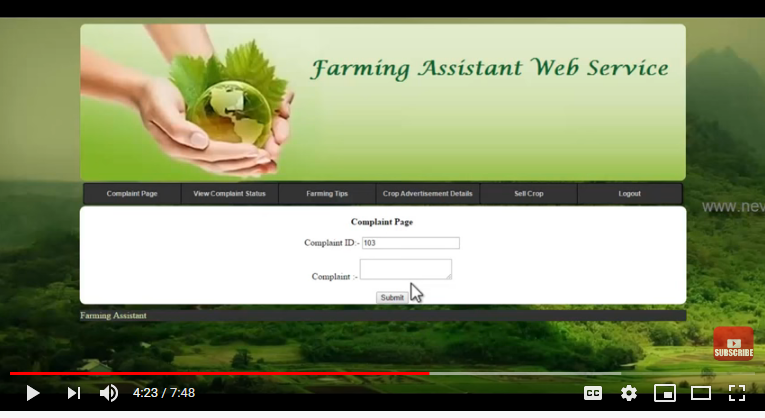 Farming Assistant Web Service
Complaint Page View Complaint Status Farming Tips Crop Advertisement Details Sell Crop Logout
www.nev
Complaint Page
Complaint ID:- 103
Complaint :-
Submit
Farming Assistant
SUBSCRIBE
4:23 / 7:48
CC